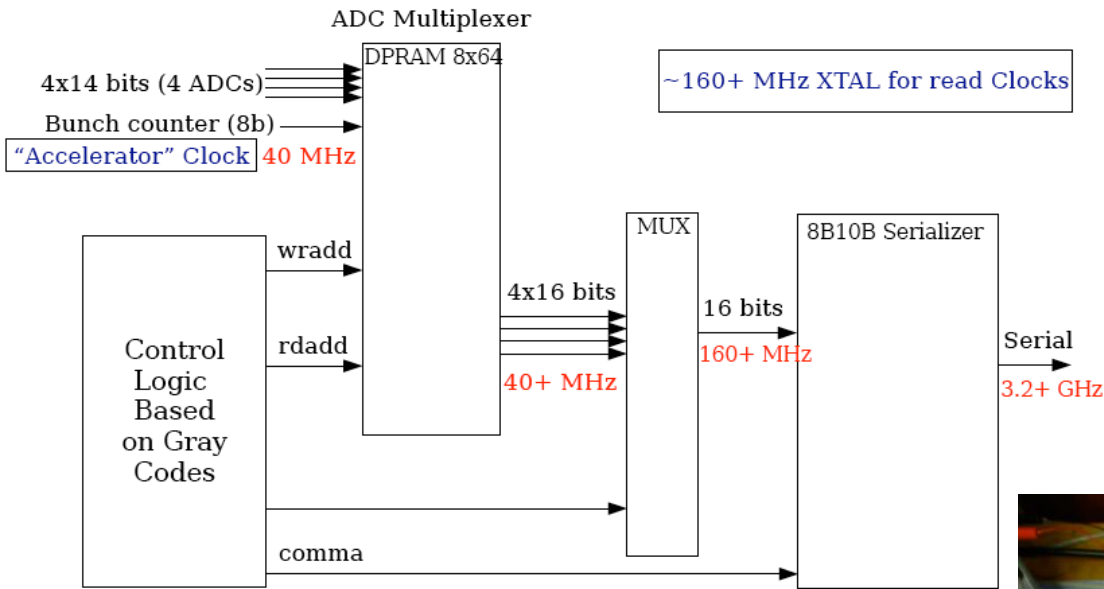 ADC Multiplexer
DPRAM 8x64
4x14 bits (4 ADCs)
Bunch counter (8b)
“Accelerator” Clock
40 MHz
~160+ MHz XTAL for read Clocks
wradd
rdadd
Control
Logic
Based
on Gray
Codes
comma
4x16 bits
40+ MHz
MUX
16 bits
160+ MHz
8B10B Serializer
Serial
3.2+ GHz